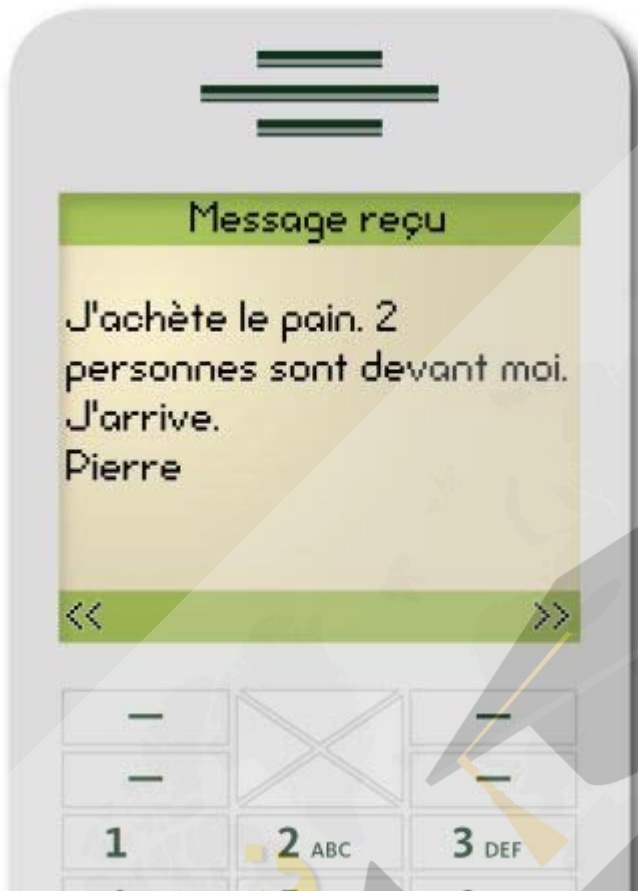 Message reçu
J'achète le pain. 2
personnes sont devant moi.
J'arrive.
Pierre
<< >>
1 2 ABC 3 DEF